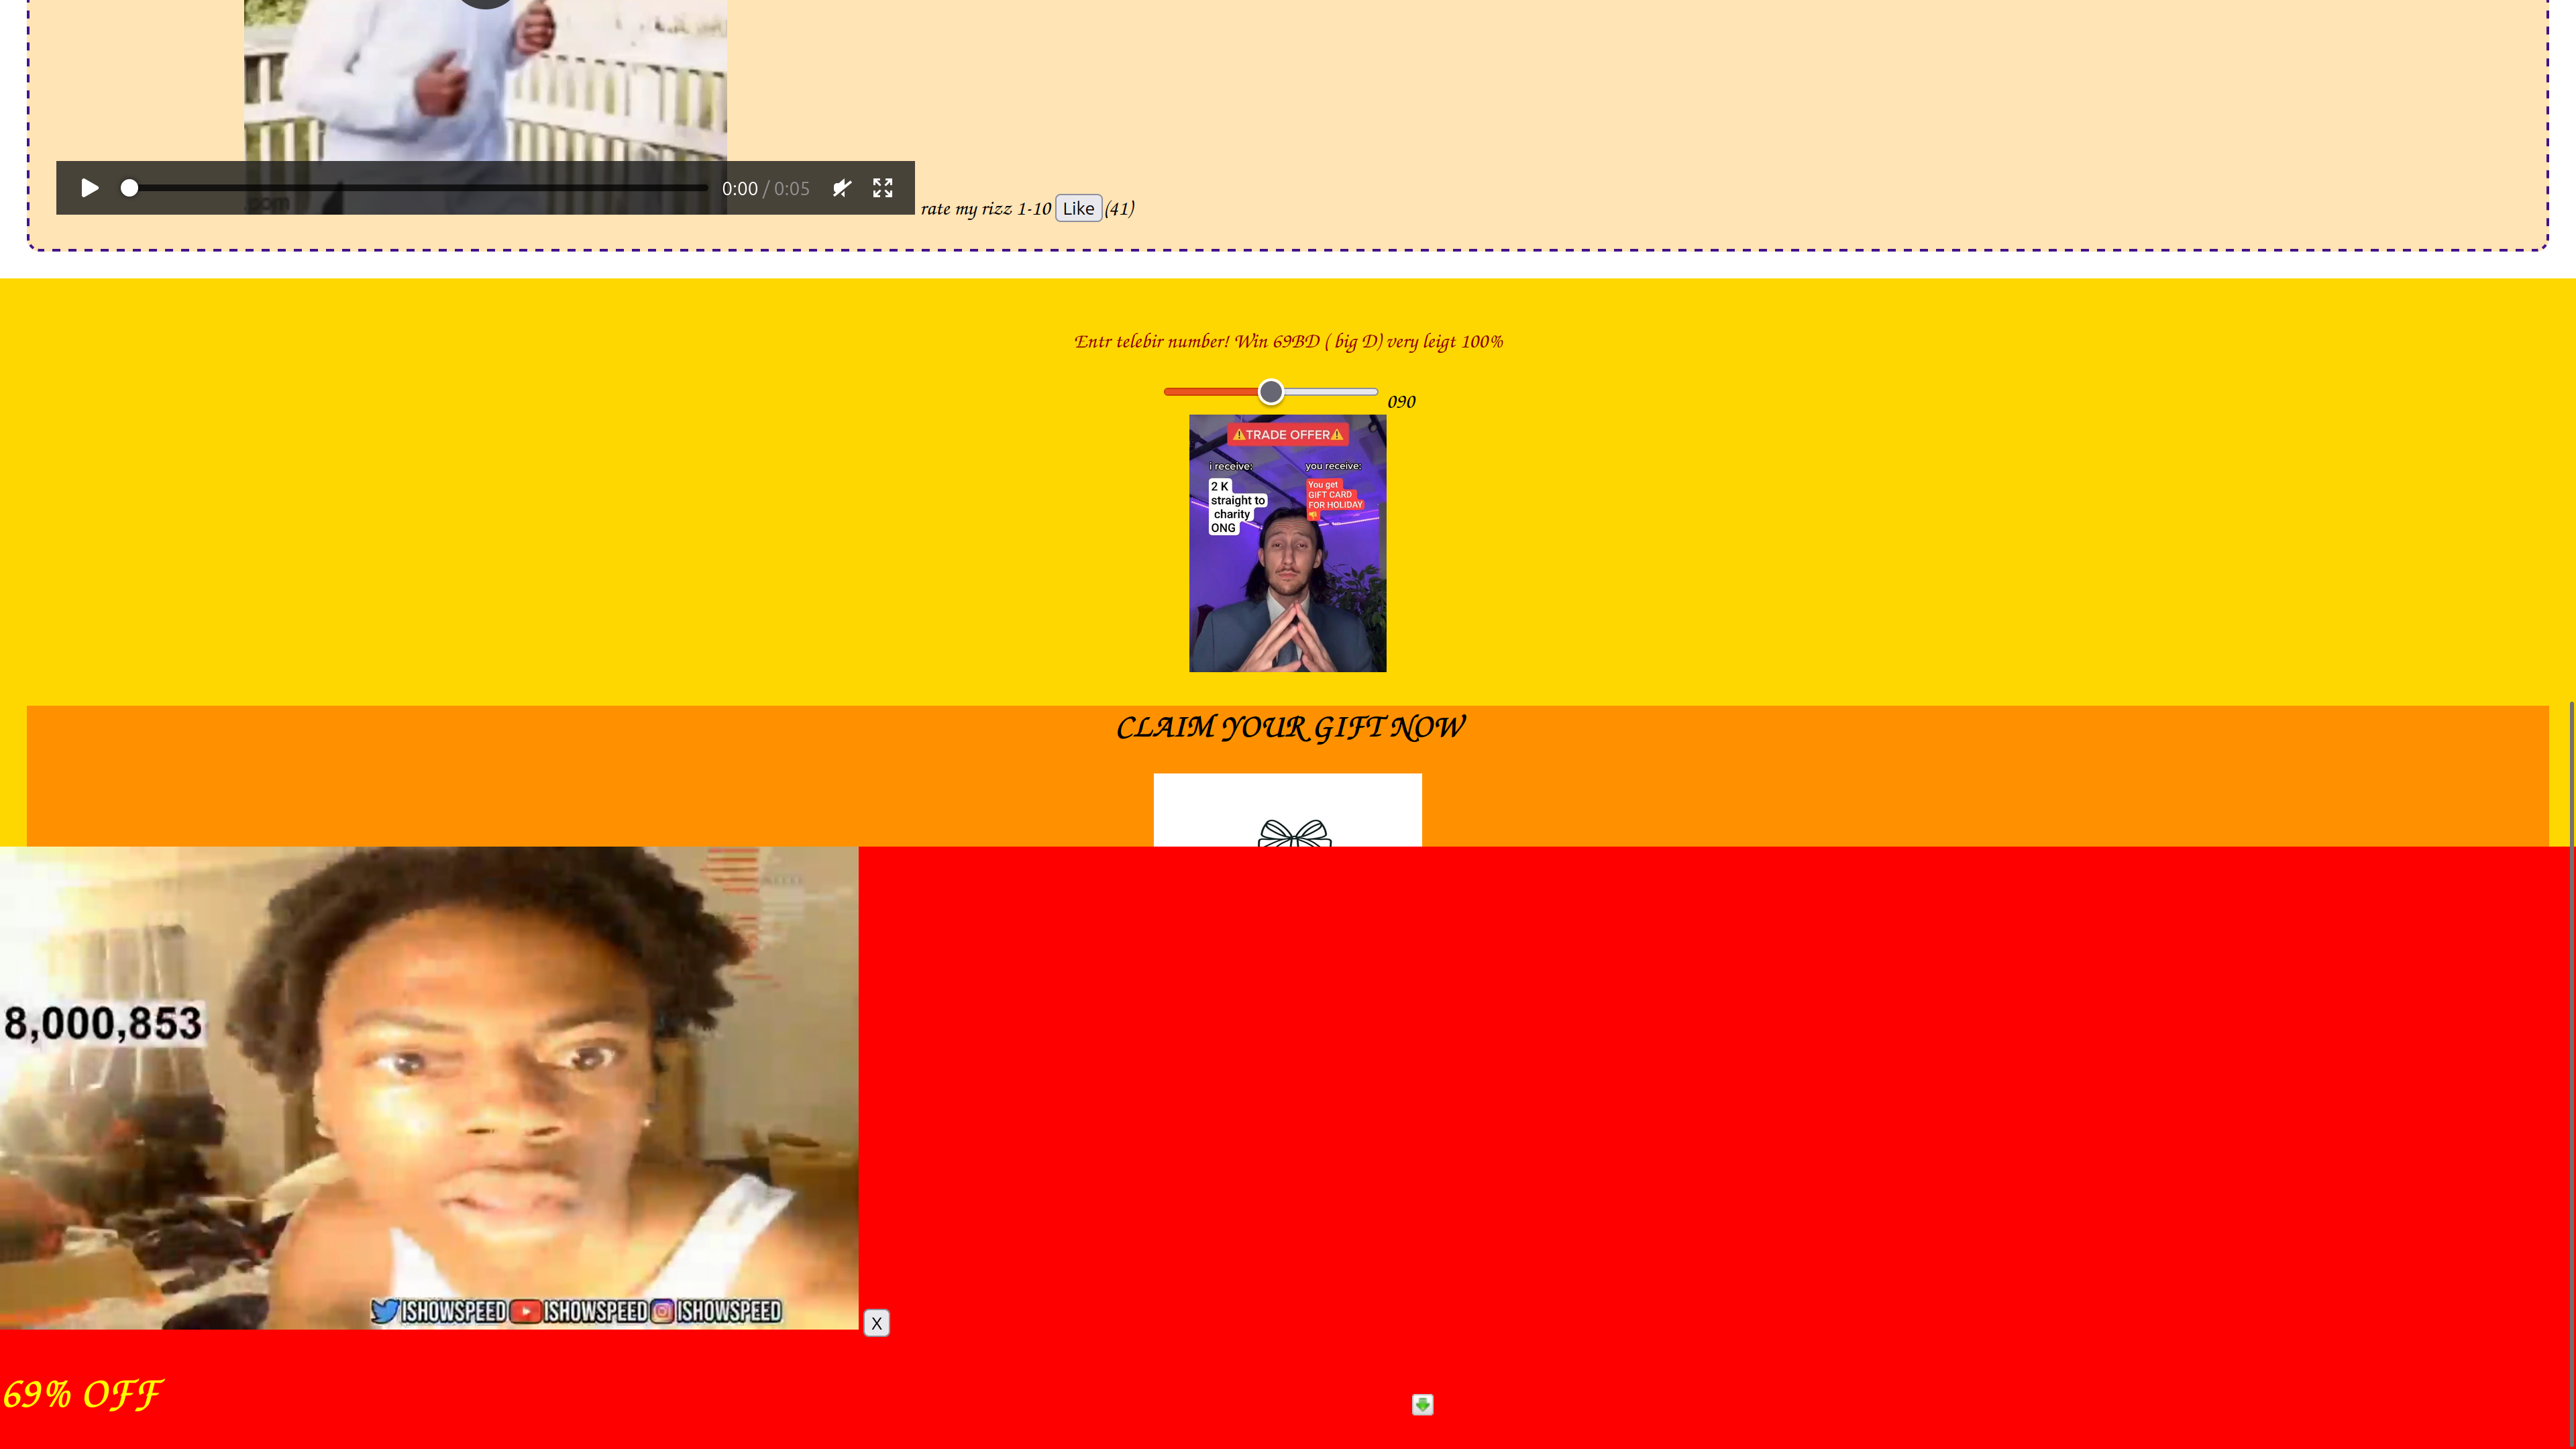 .com
0:00 / 0:05
rate my rizz 1-10 Like (41)
Entr telebir number! Win 69BD ( big D) very leigt 100%
090
⚠TRADE OFFER⚠
i receive:
you receive:
2 K
straight to
charity
ONG
You get
GIFT CARD
FOR HOLIDAY
👎
CLAIM YOUR GIFT NOW
8,000,853
ISHOWSPEED ISHOWSPEED ISHOWSPEED
X
69% OFF